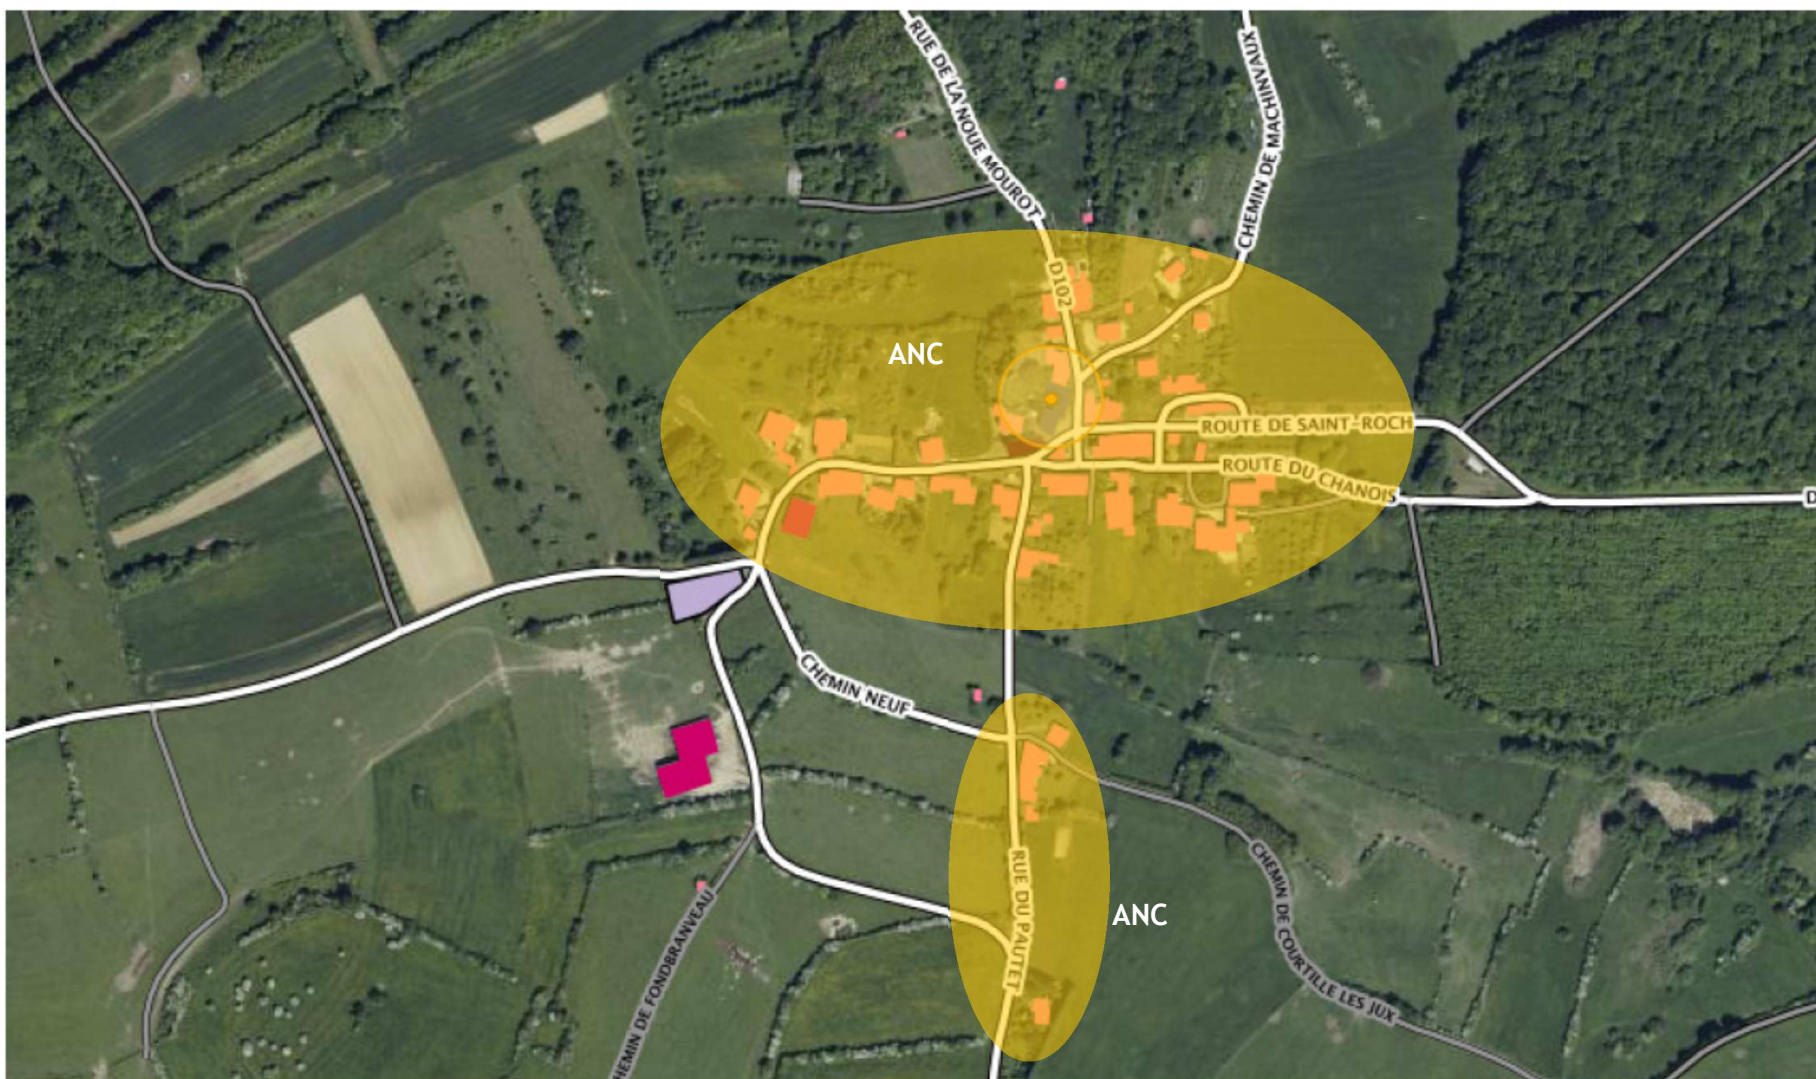 RUE DE LA NOUE MOUROT
CHEMIN DE MACHINVAUX
D102
ANC
ROUTE DE SAINT-ROCH
ROUTE DU CHANOIS
D
CHEMIN NEUF
RUE DU PAUTET
ANC
CHEMIN DE COURTILLE LES JUX
HEMIN DE FONDBRANVEAU